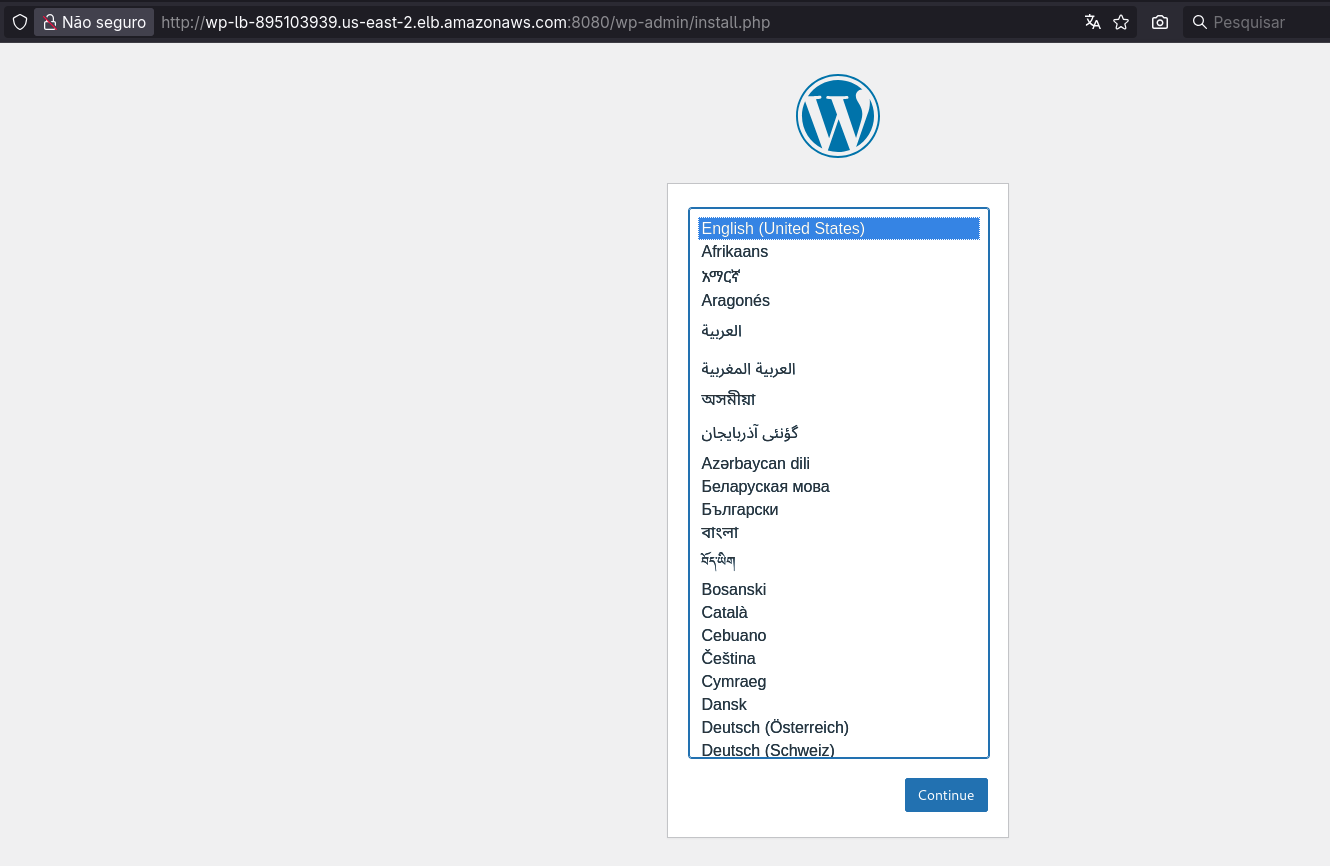 Não seguro http://wp-lb-895103939.us-east-2.elb.amazonaws.com:8080/wp-admin/install.php Pesquisar
English (United States)
Afrikaans
አማርኛ
Aragonés
العربية
العربية المغربية
অসমীয়া
گؤنئی آذربایجان
Azərbaycan dili
Беларуская мова
Български
বাংলা
བོད་ཡིག
Bosanski
Català
Cebuano
Čeština
Cymraeg
Dansk
Deutsch (Österreich)
Deutsch (Schweiz)
Continue